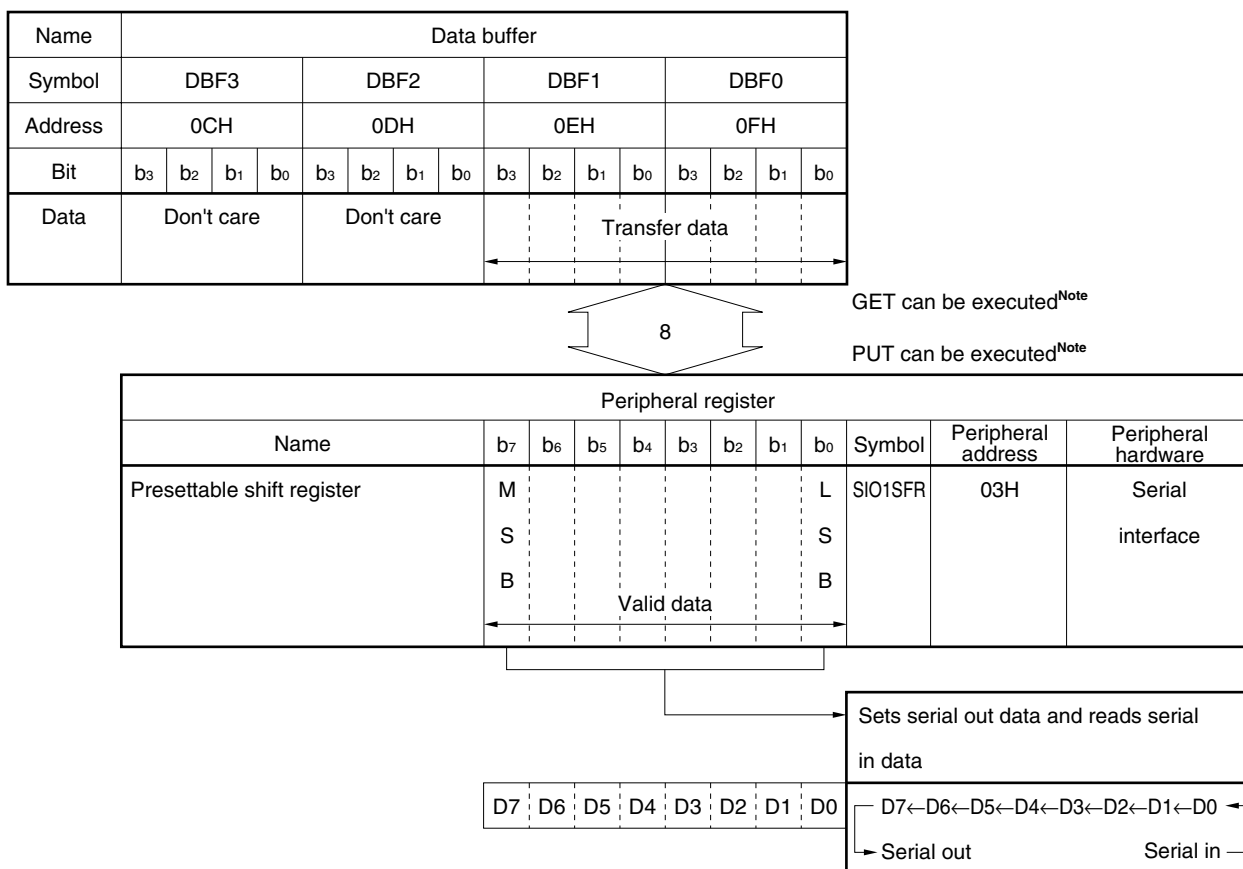 Name Data buffer
Symbol DBF3 DBF2 DBF1 DBF0
Address 0CH 0DH 0EH 0FH
Bit b3 b2 b1 b0 b3 b2 b1 b0 b3 b2 b1 b0 b3 b2 b1 b0
Data Don't care Don't care Transfer data
GET can be executedNote
8
PUT can be executedNote
Peripheral register
Name b7 b6 b5 b4 b3 b2 b1 b0 Symbol Peripheral address Peripheral hardware
Presettable shift register M L SIO1SFR 03H Serial
S S interface
B B
Valid data
Sets serial out data and reads serial
in data
D7 D6 D5 D4 D3 D2 D1 D0 D7←D6←D5←D4←D3←D2←D1←D0
Serial out Serial in